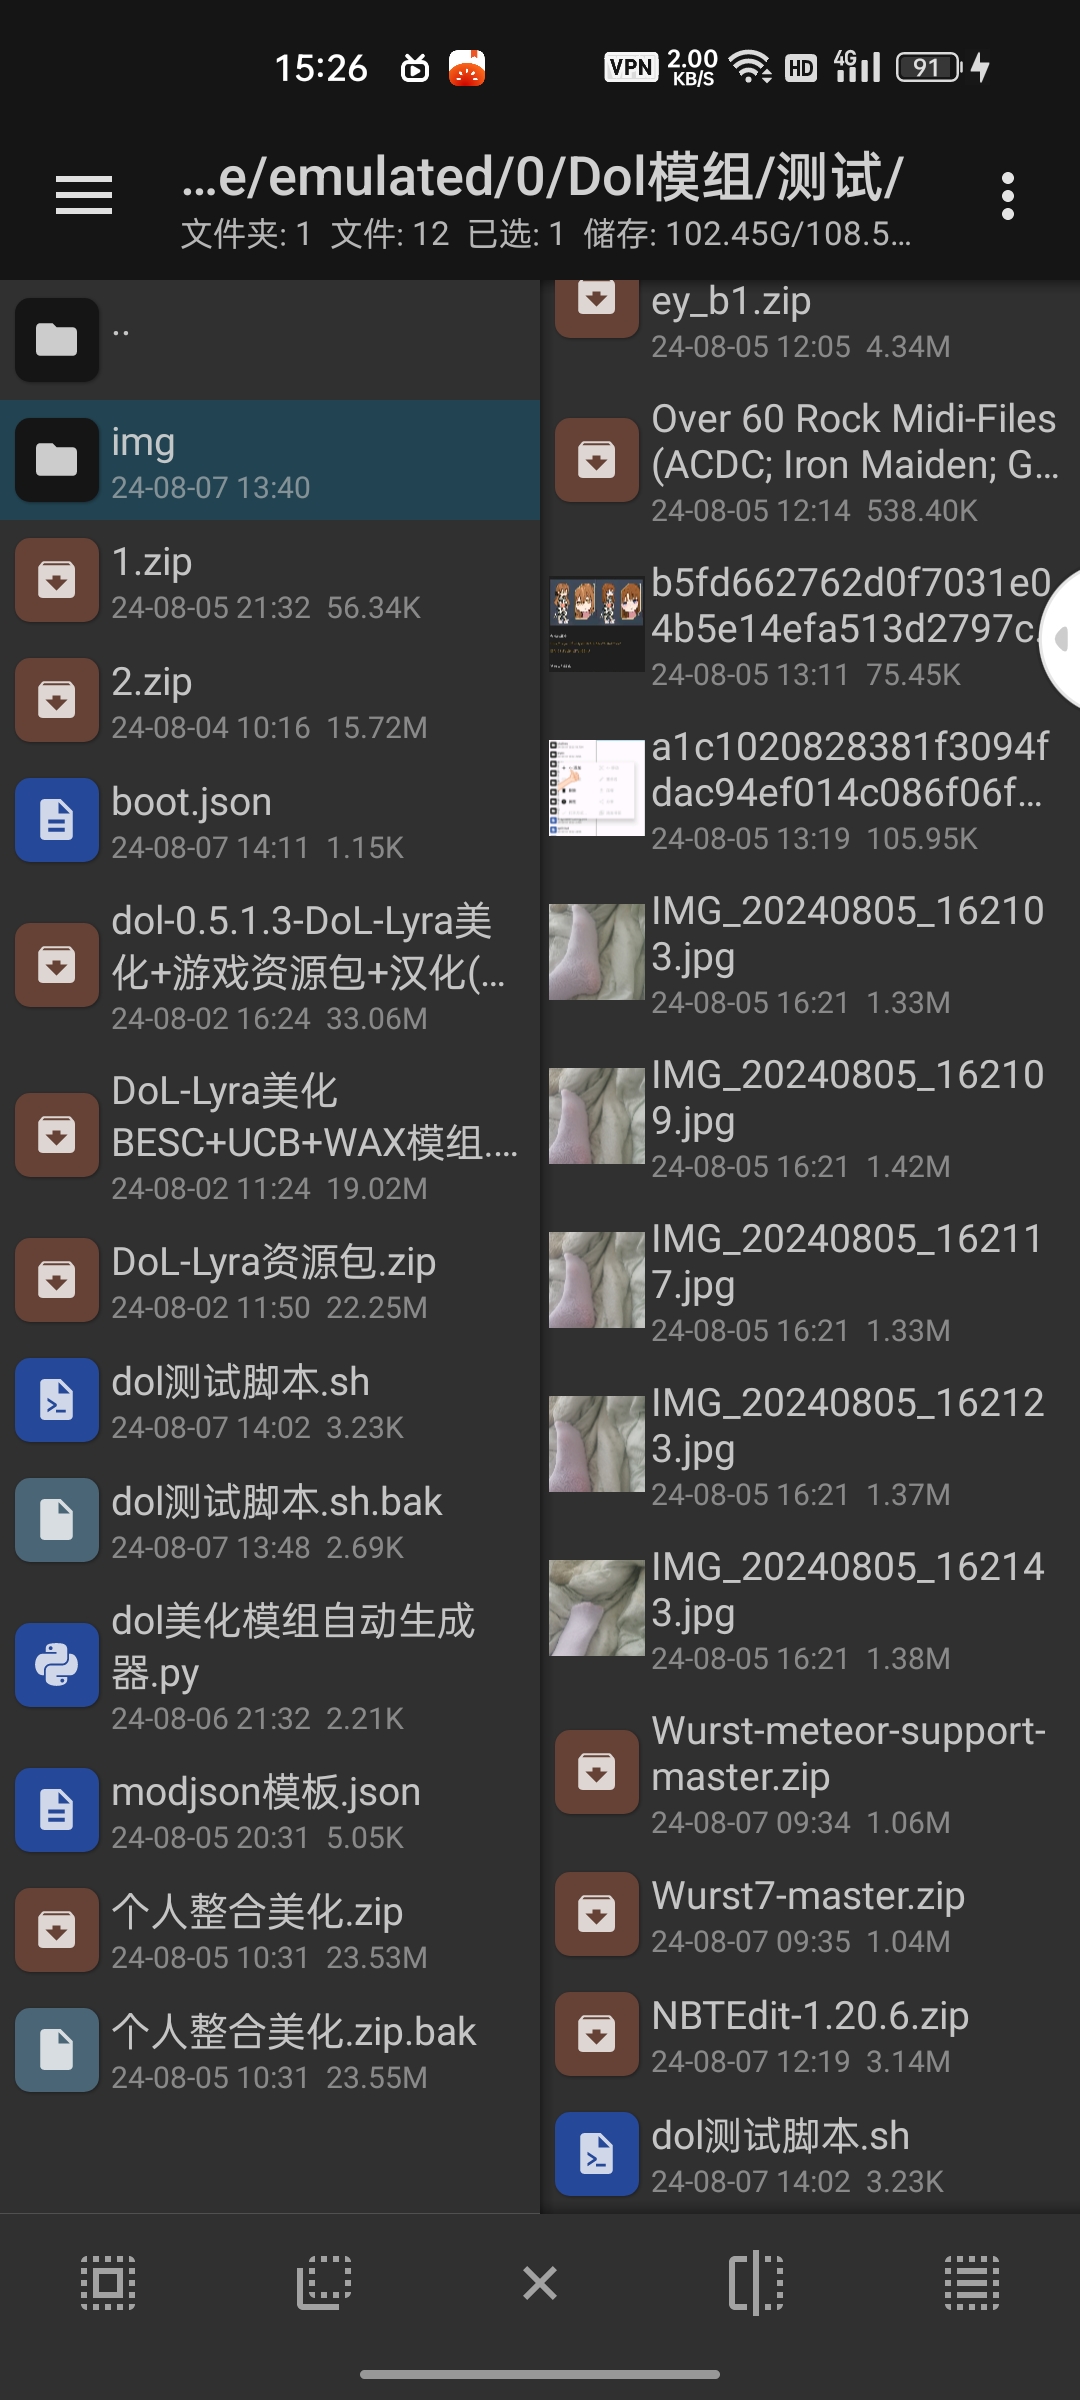 15:26
VPN
2.00
KB/S
HD
4G
91
...e/emulated/0/Dol模组/测试/
文件夹: 1 文件: 12 已选: 1 储存: 102.45G/108.5...
..
img
24-08-07 13:40
1.zip
24-08-05 21:32 56.34K
2.zip
24-08-04 10:16 15.72M
boot.json
24-08-07 14:11 1.15K
dol-0.5.1.3-DoL-Lyra美
化+游戏资源包+汉化(...
24-08-02 16:24 33.06M
DoL-Lyra美化
BESC+UCB+WAX模组....
24-08-02 11:24 19.02M
DoL-Lyra资源包.zip
24-08-02 11:50 22.25M
dol测试脚本.sh
24-08-07 14:02 3.23K
dol测试脚本.sh.bak
24-08-07 13:48 2.69K
dol美化模组自动生成
器.py
24-08-06 21:32 2.21K
modjson模板.json
24-08-05 20:31 5.05K
个人整合美化.zip
24-08-05 10:31 23.53M
个人整合美化.zip.bak
24-08-05 10:31 23.55M
ey_b1.zip
24-08-05 12:05 4.34M
Over 60 Rock Midi-Files
(ACDC; Iron Maiden; G...
24-08-05 12:14 538.40K
b5fd662762d0f7031e0
4b5e14efa513d2797c.
24-08-05 13:11 75.45K
a1c1020828381f3094f
dac94ef014c086f06f...
24-08-05 13:19 105.95K
IMG_20240805_16210
3.jpg
24-08-05 16:21 1.33M
IMG_20240805_16210
9.jpg
24-08-05 16:21 1.42M
IMG_20240805_16211
7.jpg
24-08-05 16:21 1.33M
IMG_20240805_16212
3.jpg
24-08-05 16:21 1.37M
IMG_20240805_16214
3.jpg
24-08-05 16:21 1.38M
Wurst-meteor-support-
master.zip
24-08-07 09:34 1.06M
Wurst7-master.zip
24-08-07 09:35 1.04M
NBTEdit-1.20.6.zip
24-08-07 12:19 3.14M
dol测试脚本.sh
24-08-07 14:02 3.23K